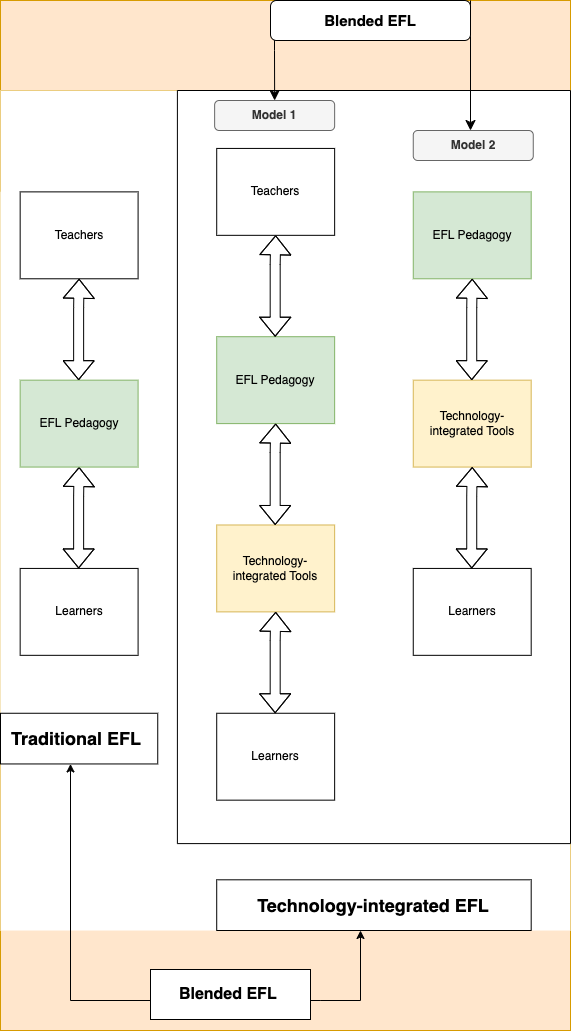 Blended EFL
Model 1
Model 2
Teachers
EFL Pedagogy
Learners
Traditional EFL
Teachers
EFL Pedagogy
Technology-
integrated Tools
Learners
EFL Pedagogy
Technology-
integrated Tools
Learners
Technology-integrated EFL
Blended EFL